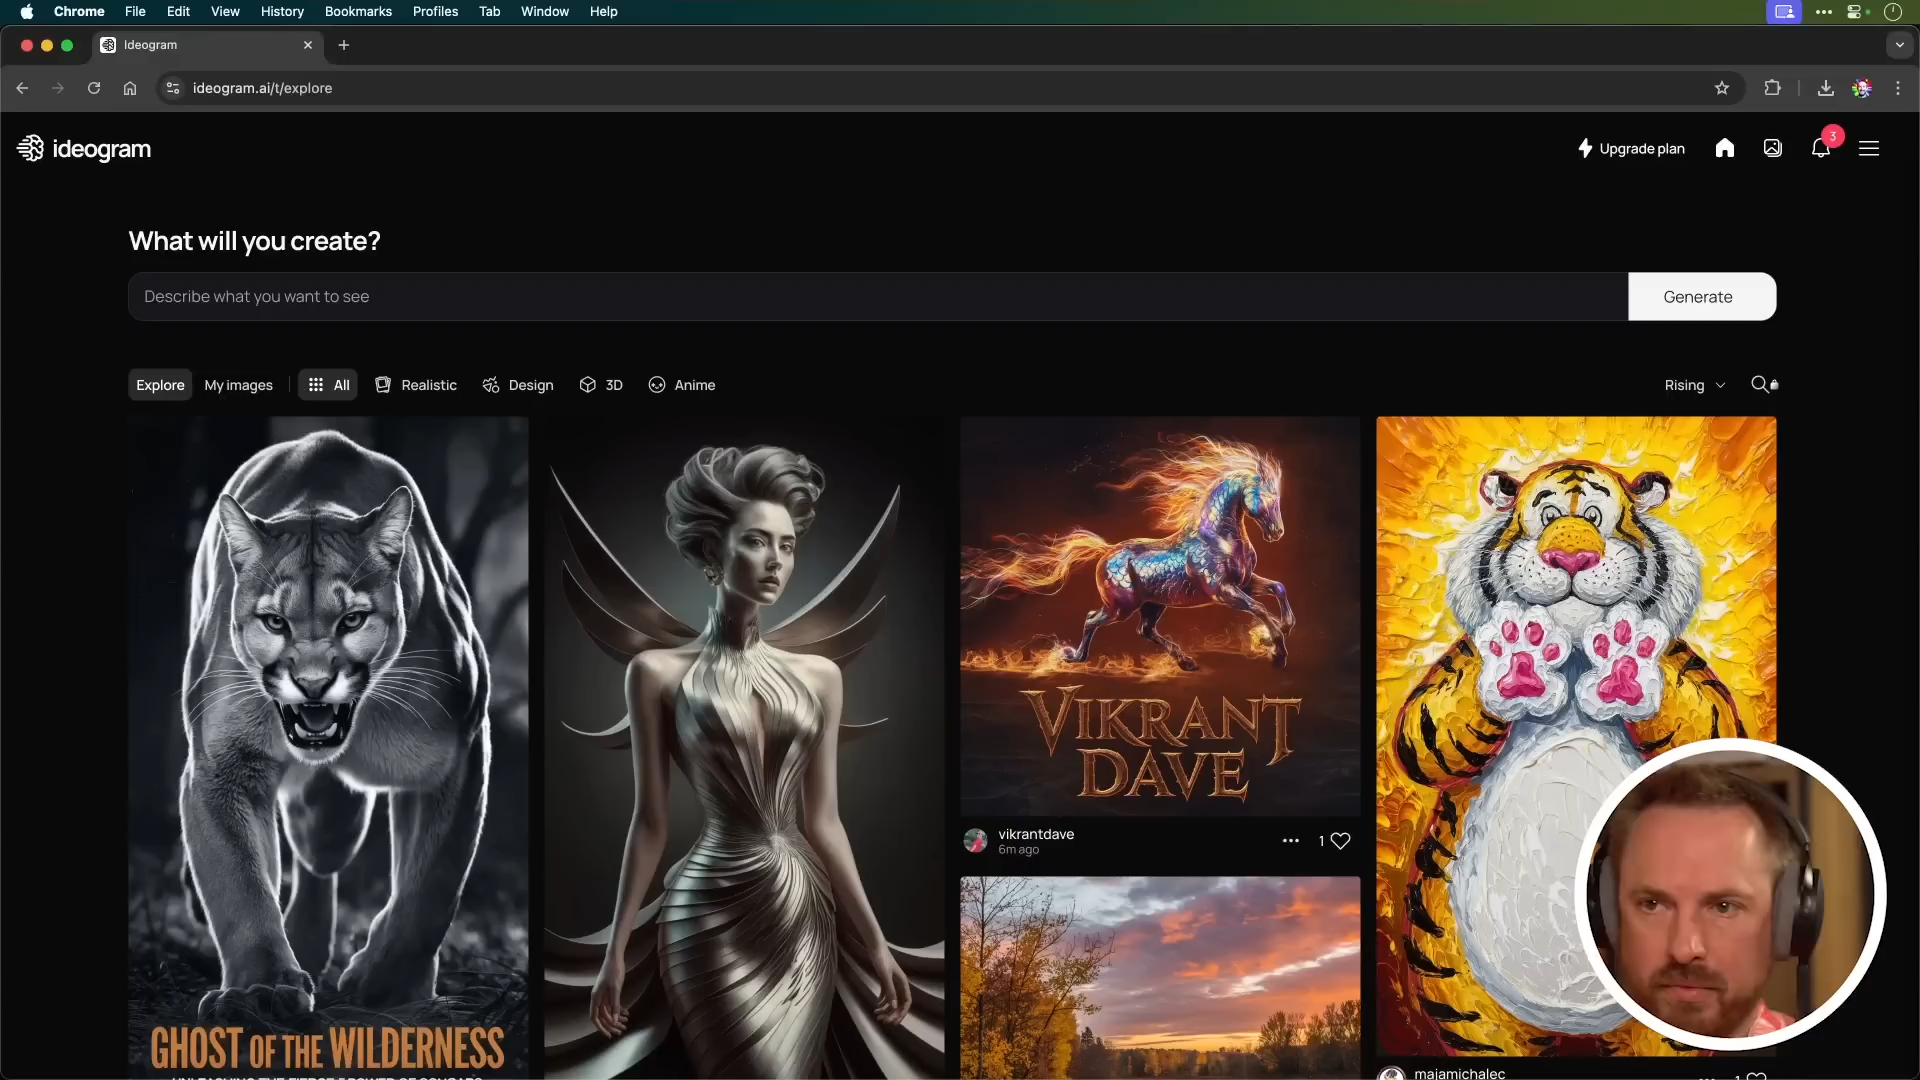 Chrome File Edit View History Bookmarks Profiles Tab Window Help
Ideogram
ideogram.ai/t/explore
ideogram
Upgrade plan
3
What will you create?
Describe what you want to see
Generate
Explore My images All Realistic Design 3D Anime
Rising
VIKRANT
DAVE
vikrantdave
6m ago
1
GHOST OF THE WILDERNESS
majamichalec
1